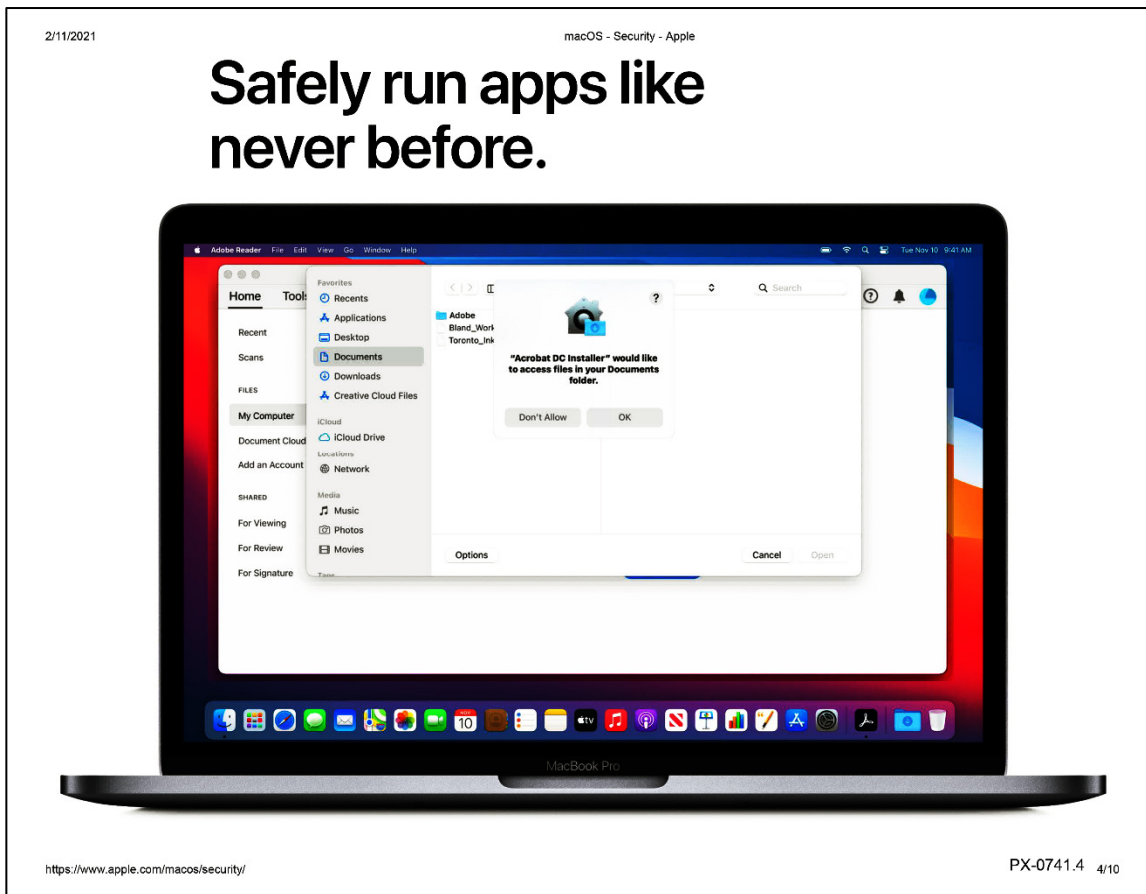 2/11/2021
macOS - Security - Apple
Safely run apps like
never before.
Adobe Reader File Edit View Go Window Help
Tue Nov 10 9:41 AM
Home
Recent
Scans
FILES
My Computer
Document Cloud
Add an Account
SHARED
For Viewing
For Review
For Signature
Favorites
Recents
Applications
Desktop
Documents
Downloads
Creative Cloud Files
iCloud
iCloud Drive
Locations
Network
Media
Music
Photos
Movies
Search
Adobe
?
"Acrobat DC Installer" would like
to access files in your Documents
folder.
Don't Allow
OK
Options
Cancel
Open
NOV
10
tv
MacBook Pro
https://www.apple.com/macos/security/
PX-0741.4
4/10